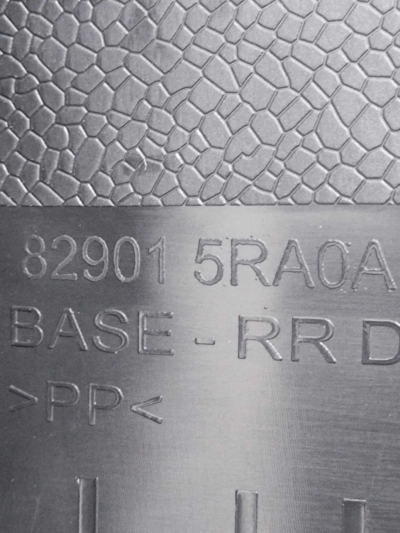 82901 5RA0A
BASE - RR D
>PP<